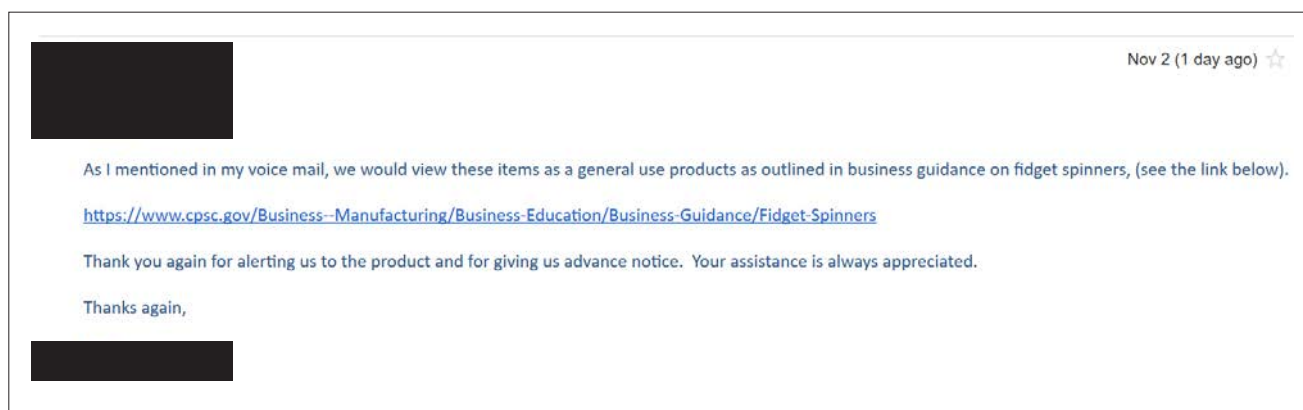 Nov 2 (1 day ago)
As I mentioned in my voice mail, we would view these items as a general use products as outlined in business guidance on fidget spinners, (see the link below).
https://www.cpsc.gov/Business--Manufacturing/Business-Education/Business-Guidance/Fidget-Spinners
Thank you again for alerting us to the product and for giving us advance notice.  Your assistance is always appreciated.
Thanks again,